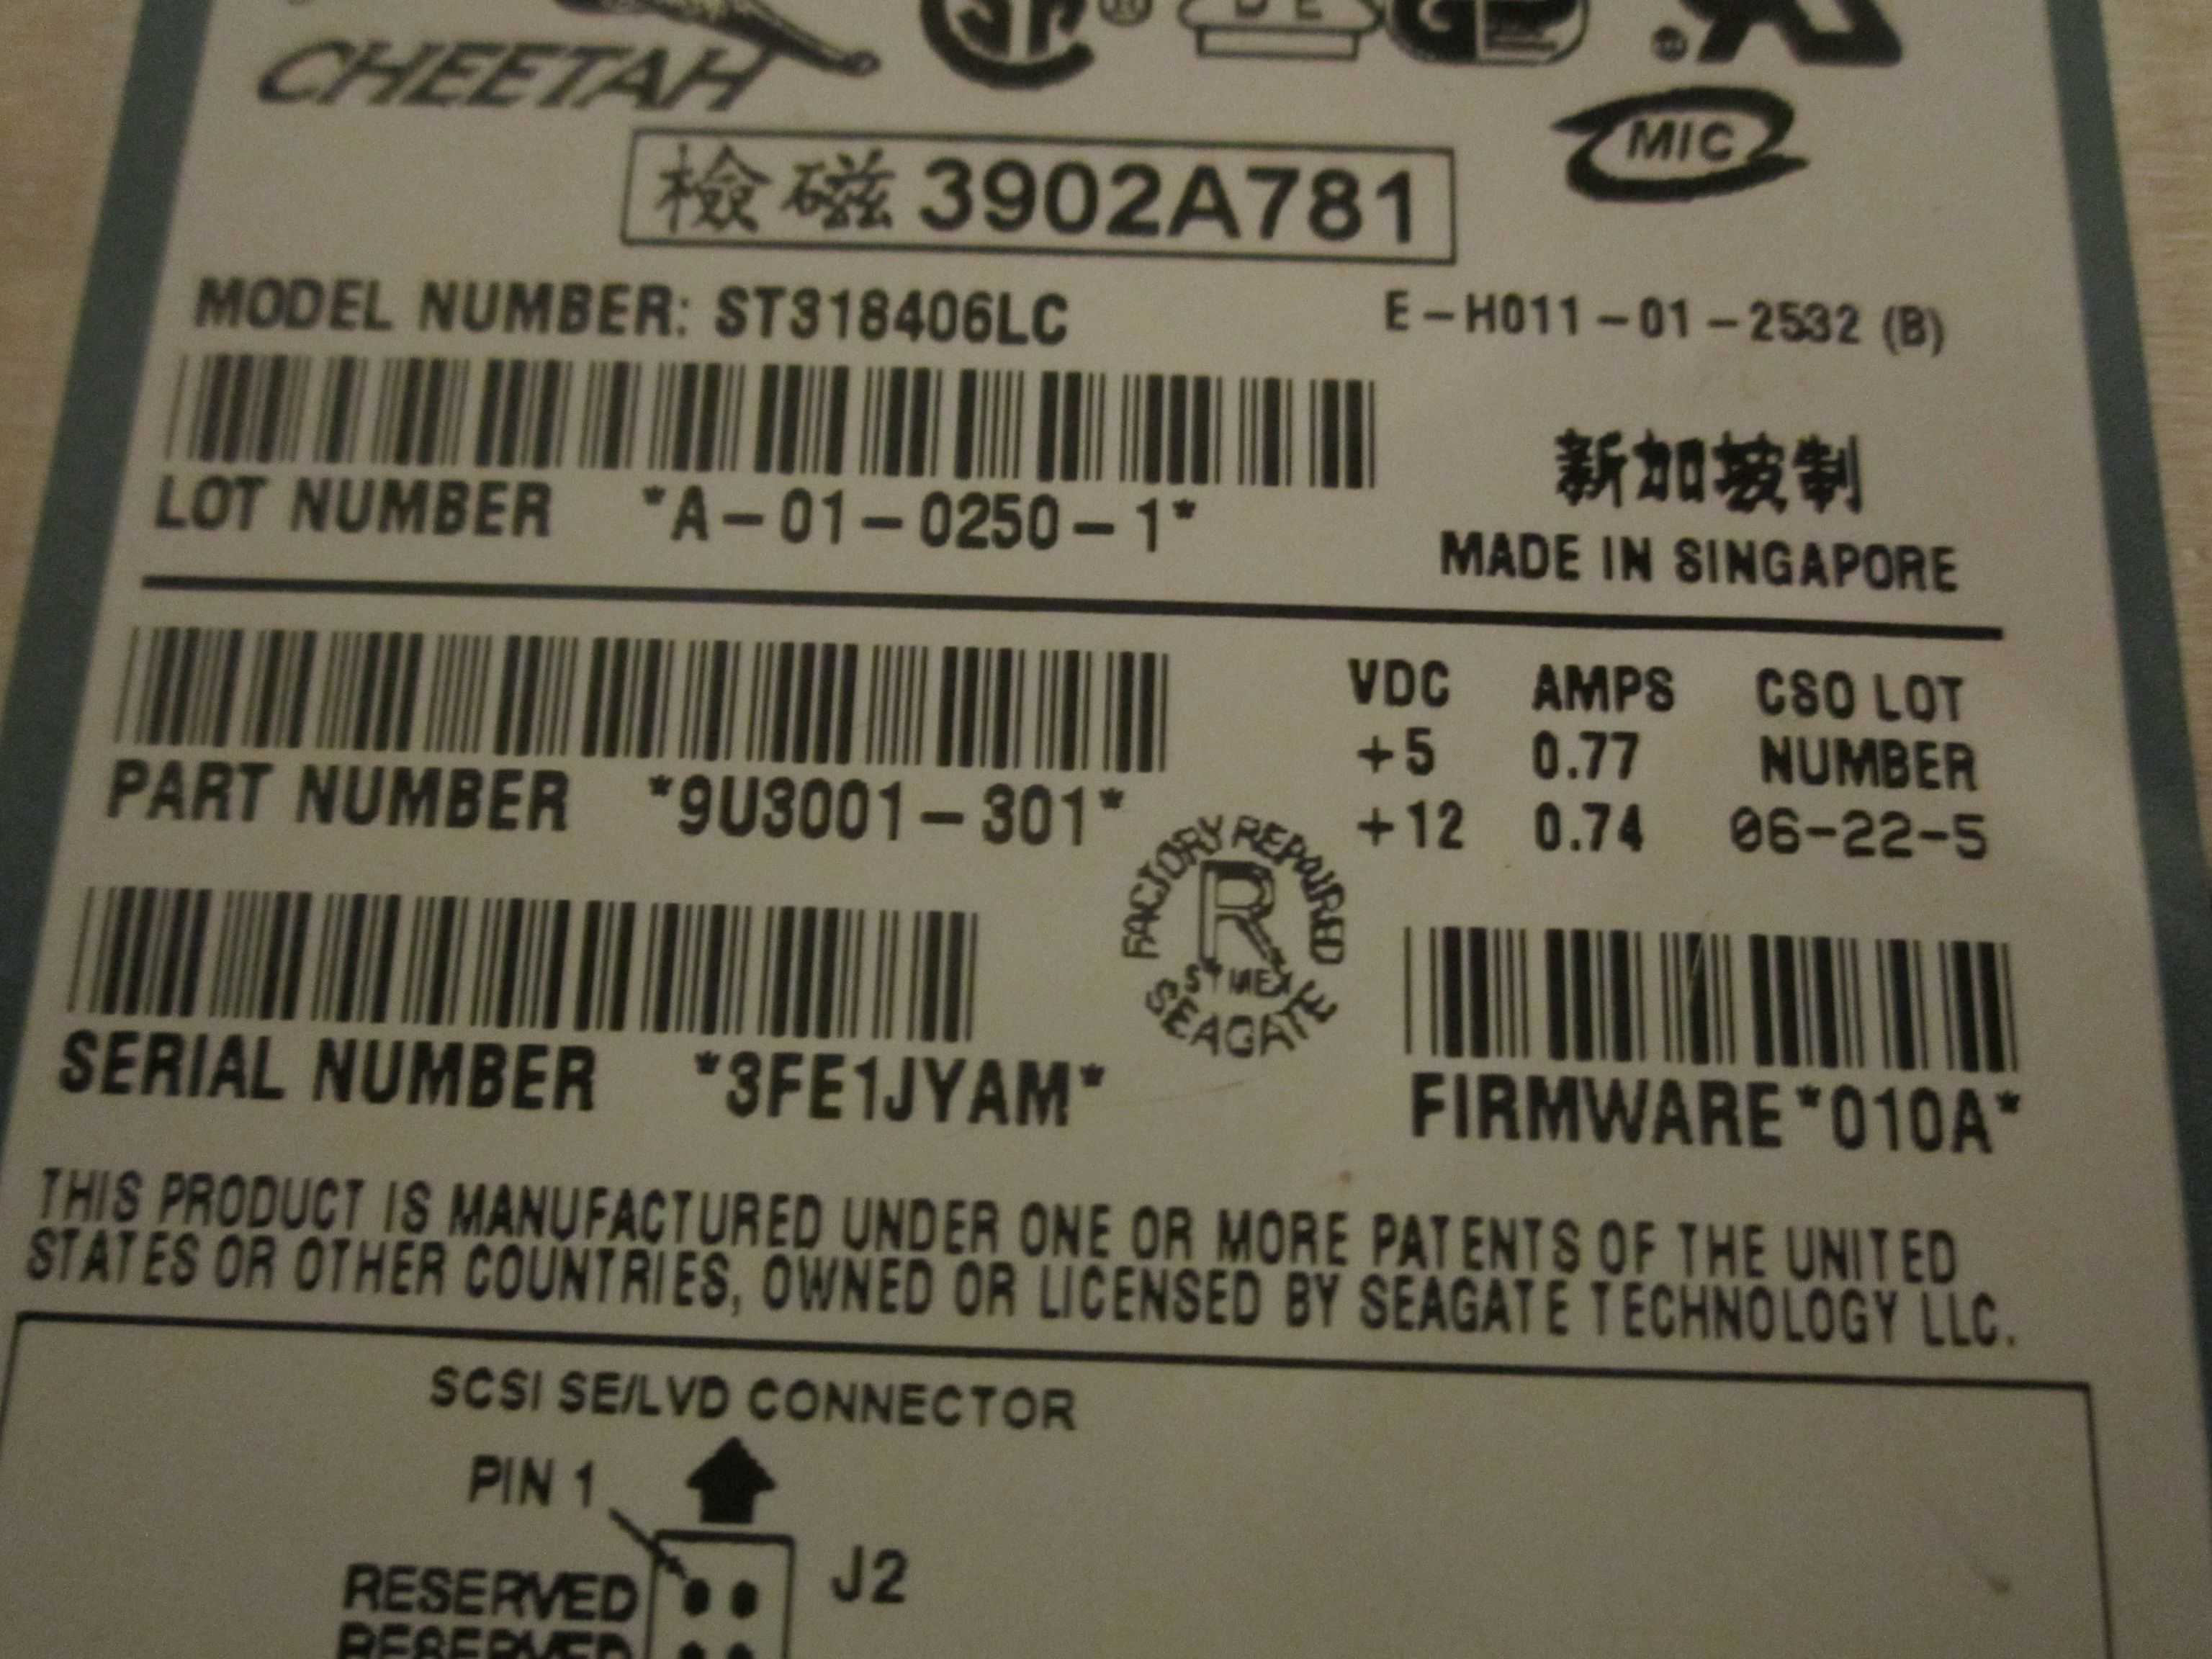 CHEETAH
D E
MIC
檢磁 3902A781
MODEL NUMBER: ST318406LC
E-H011-01-2532 (B)
LOT NUMBER *A-01-0250-1*
新加坡制
MADE IN SINGAPORE
VDC AMPS CSO LOT
+5 0.77 NUMBER
+12 0.74 06-22-5
PART NUMBER *9U3001-301*
FACTORY REPAIRED
R
SEAGATE
SERIAL NUMBER *3FE1JYAM*
FIRMWARE *010A*
THIS PRODUCT IS MANUFACTURED UNDER ONE OR MORE PATENTS OF THE UNITED
STATES OR OTHER COUNTRIES, OWNED OR LICENSED BY SEAGATE TECHNOLOGY LLC.
SCSI SE/LVD CONNECTOR
PIN 1
J2
RESERVED
RESERVED